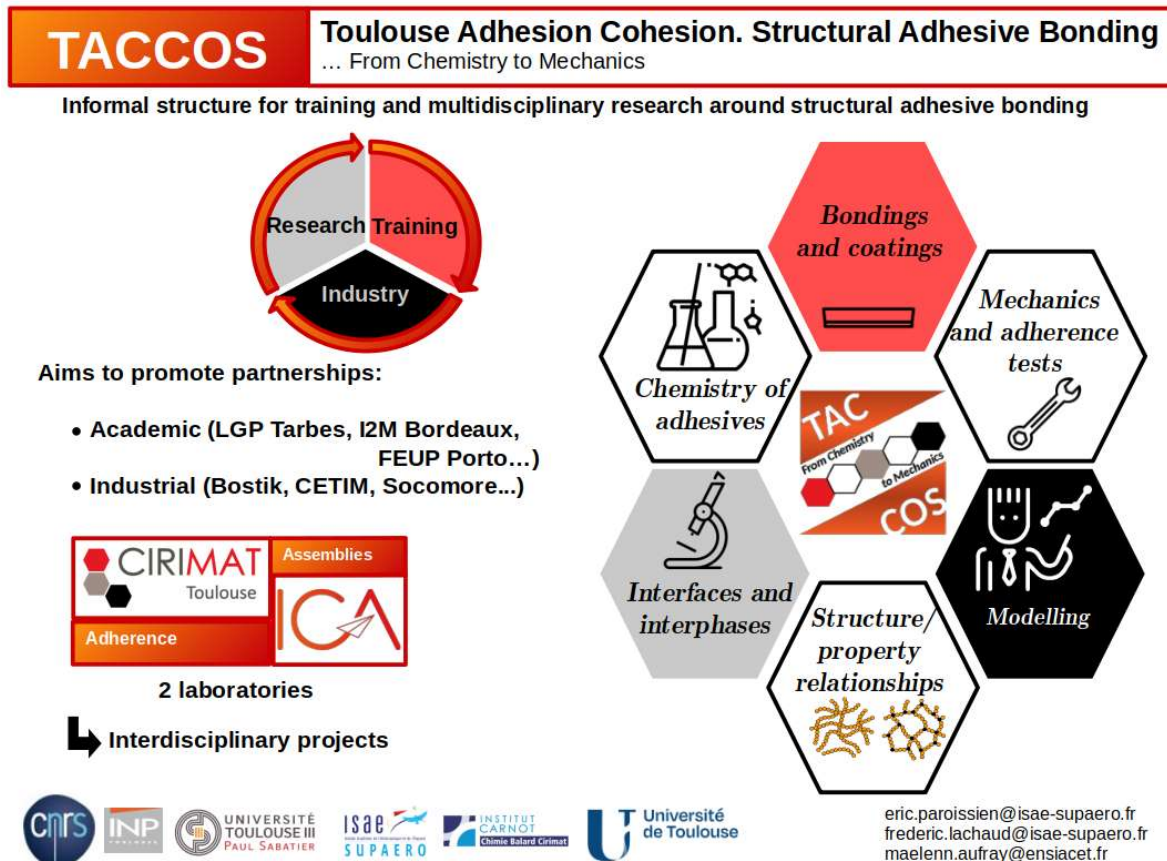 TACCOS
Toulouse Adhesion Cohesion. Structural Adhesive Bonding
... From Chemistry to Mechanics
Informal structure for training and multidisciplinary research around structural adhesive bonding
Research
Training
Industry
Aims to promote partnerships:
• Academic (LGP Tarbes, I2M Bordeaux,
FEUP Porto…)
• Industrial (Bostik, CETIM, Socomore...)
CIRIMAT
Toulouse
Assemblies
Adherence
ICA
2 laboratories
Interdisciplinary projects
Bondings
and coatings
Mechanics
and adherence
tests
Chemistry of
adhesives
TAC
From Chemistry
to Mechanics
COS
Interfaces and
interphases
Modelling
Structure/
property
relationships
cnrs
INP
TOULOUSE
UNIVERSITÉ
TOULOUSE III
PAUL SABATIER
isae
SUPAERO
INSTITUT
CARNOT
Chimie Balard Cirimat
Université
de Toulouse
eric.paroissien@isae-supaero.fr
frederic.lachaud@isae-supaero.fr
maelenn.aufray@ensiacet.fr